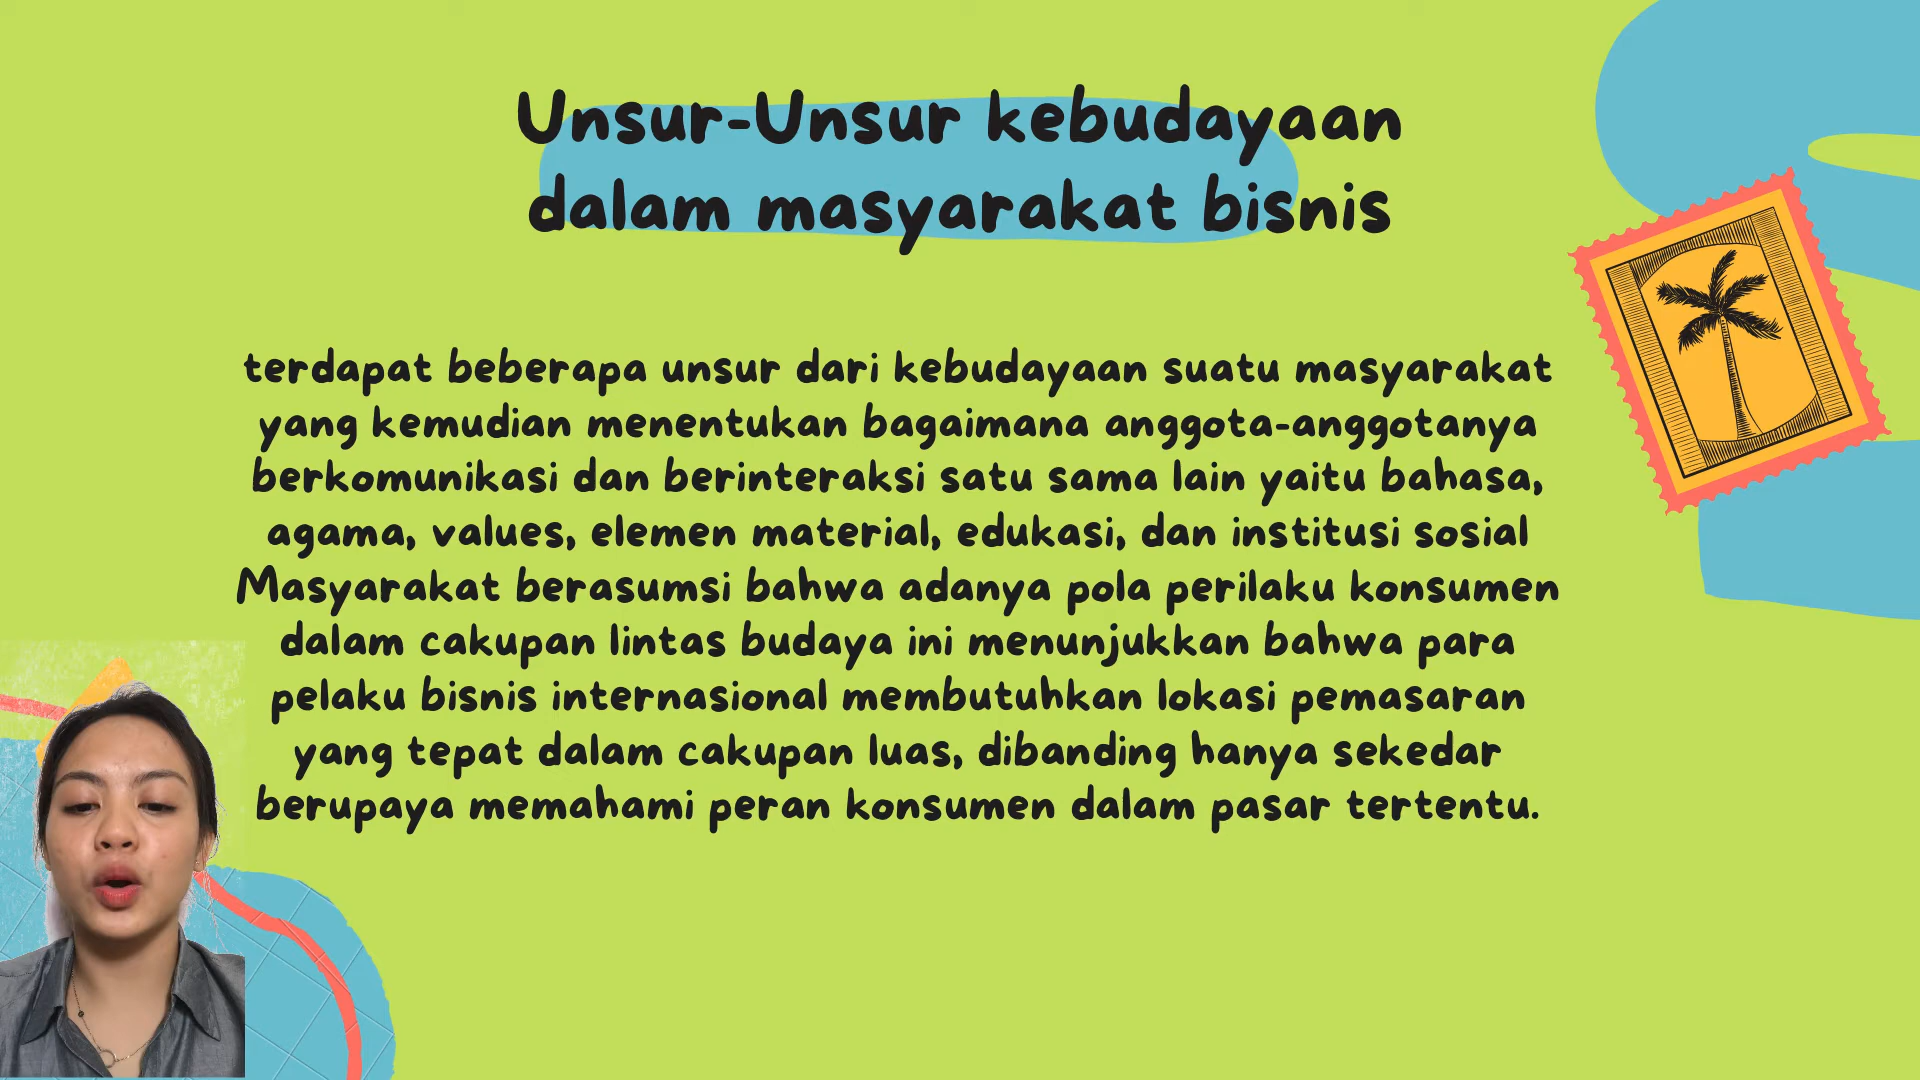 Unsur-Unsur kebudayaan
dalam masyarakat bisnis
terdapat beberapa unsur dari kebudayaan suatu masyarakat
yang kemudian menentukan bagaimana anggota-anggotanya
berkomunikasi dan berinteraksi satu sama lain yaitu bahasa,
agama, values, elemen material, edukasi, dan institusi sosial
Masyarakat berasumsi bahwa adanya pola perilaku konsumen
dalam cakupan lintas budaya ini menunjukkan bahwa para
pelaku bisnis internasional membutuhkan lokasi pemasaran
yang tepat dalam cakupan luas, dibanding hanya sekedar
berupaya memahami peran konsumen dalam pasar tertentu.